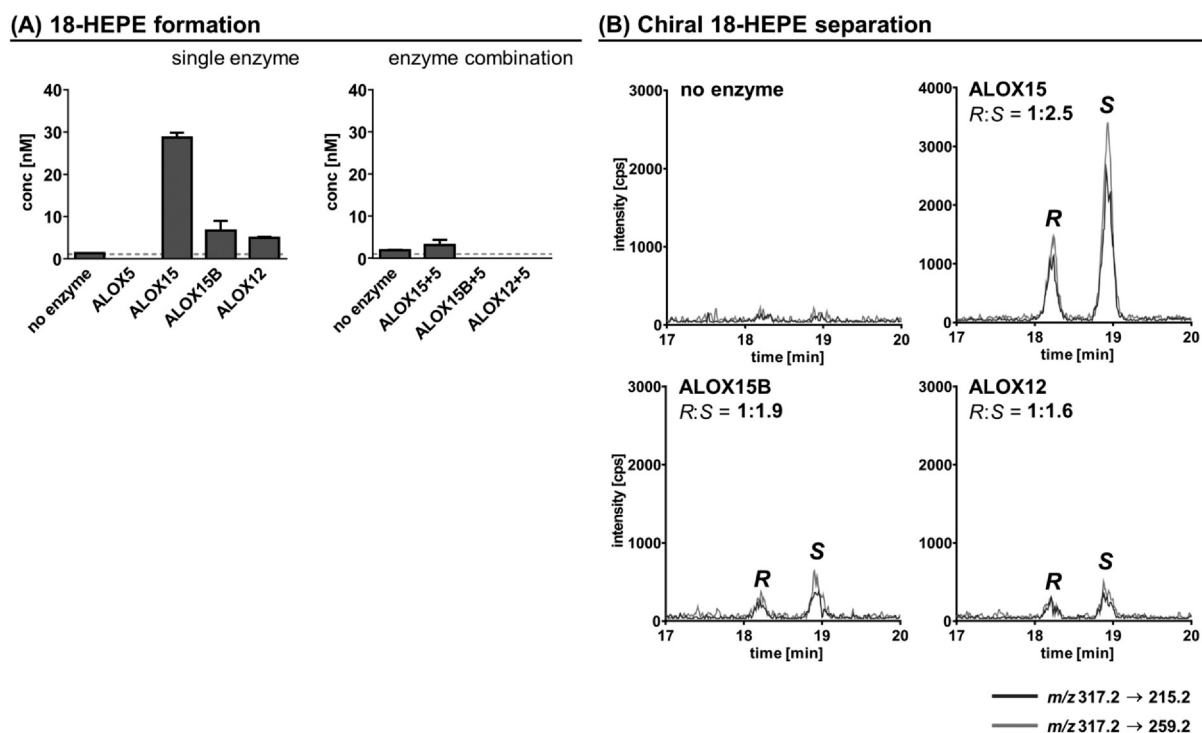 (A) 18-HEPE formation
single enzyme
enzyme combination
conc [nM]
40
30
20
10
0
no enzyme
ALOX5
ALOX15
ALOX15B
ALOX12
conc [nM]
40
30
20
10
0
no enzyme
ALOX15+5
ALOX15B+5
ALOX12+5
(B) Chiral 18-HEPE separation
no enzyme
intensity [cps]
3000
2000
1000
0
17 18 19 20
time [min]
ALOX15
R:S = 1:2.5
4000
3000
2000
1000
0
R
S
17 18 19 20
time [min]
ALOX15B
R:S = 1:1.9
intensity [cps]
3000
2000
1000
0
R
S
17 18 19 20
time [min]
ALOX12
R:S = 1:1.6
3000
2000
1000
0
R
S
17 18 19 20
time [min]
m/z 317.2 → 215.2
m/z 317.2 → 259.2